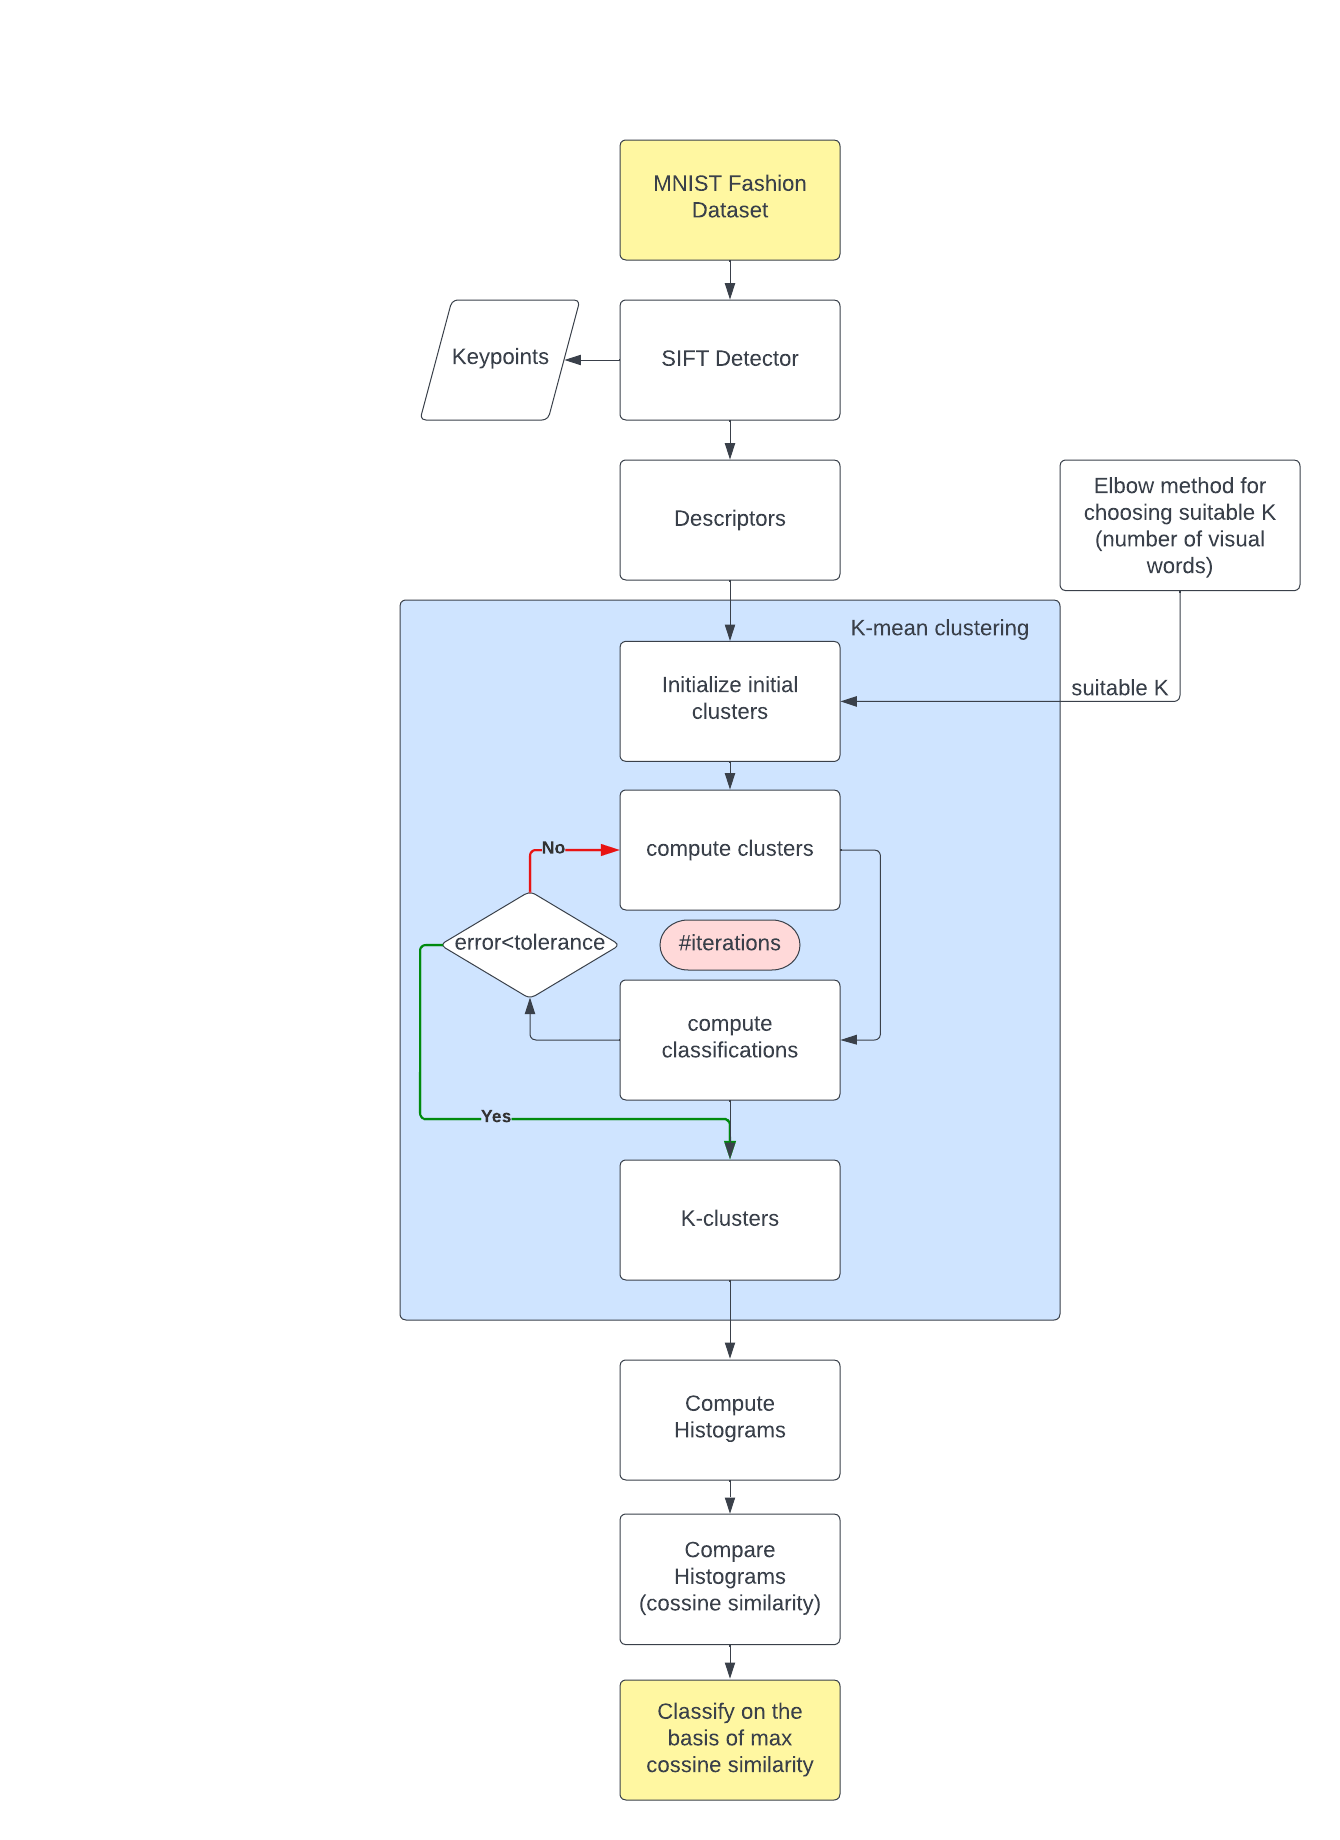 MNIST Fashion
Dataset
Keypoints
SIFT Detector
Descriptors
Elbow method for
choosing suitable K
(number of visual
words)
K-mean clustering
Initialize initial
clusters
suitable K
No
compute clusters
error<tolerance
#iterations
compute
classifications
Yes
K-clusters
Compute
Histograms
Compare
Histograms
(cossine similarity)
Classify on the
basis of max
cossine similarity